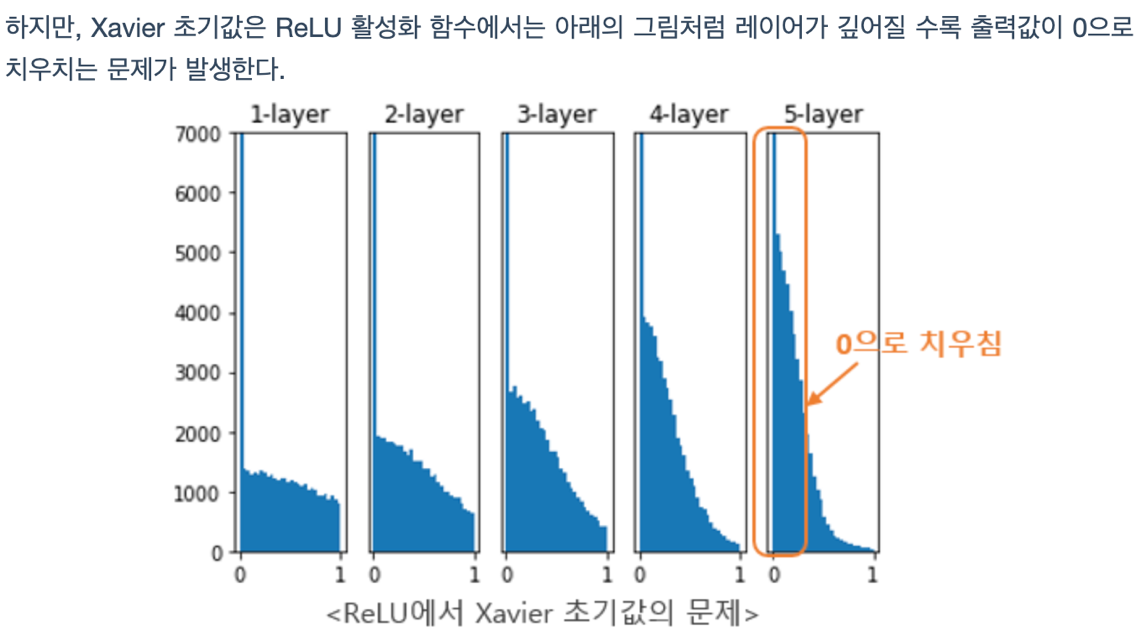 하지만, Xavier 초기값은 ReLU 활성화 함수에서는 아래의 그림처럼 레이어가 깊어질 수록 출력값이 0으로
치우치는 문제가 발생한다.
1-layer 2-layer 3-layer 4-layer 5-layer
7000
6000
5000
4000
0으로 치우침
3000
2000
1000
0
0 1 0 1 0 1 0 1 0 1
<ReLU에서 Xavier 초기값의 문제>